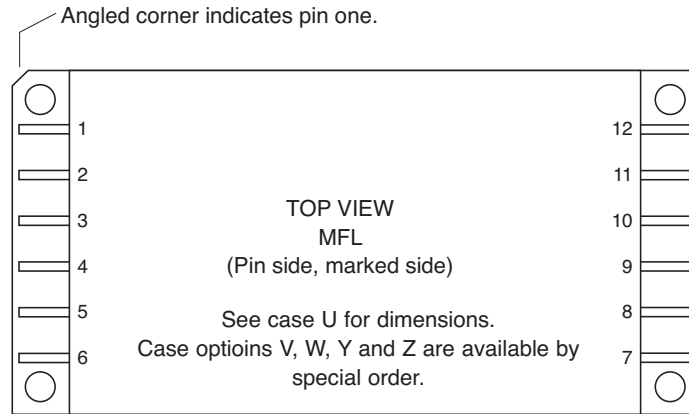 Angled corner indicates pin one.
1
12
2
11
3
10
4
9
5
8
6
7
TOP VIEW
MFL
(Pin side, marked side)
See case U for dimensions.
Case optioins V, W, Y and Z are available by
special order.